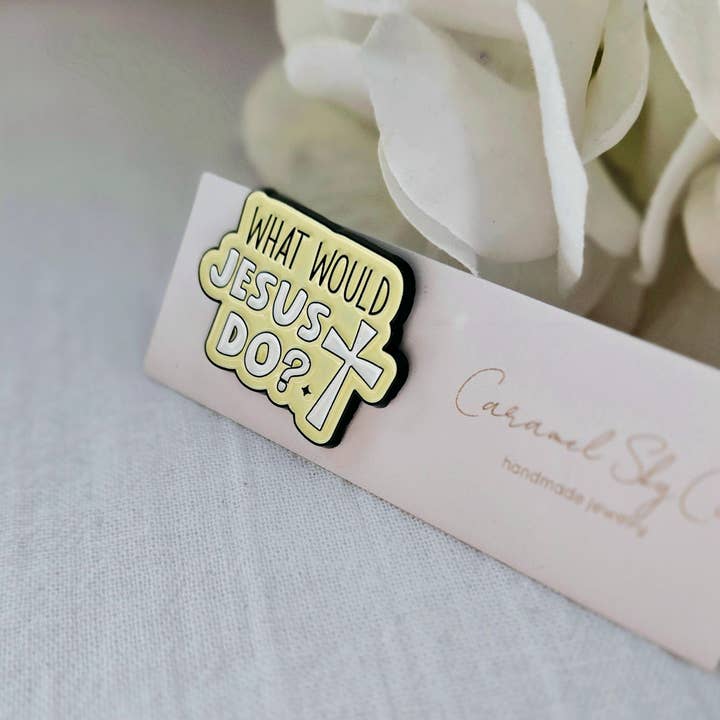 WHAT WOULD
JESUS
DO?
Caramel Sky
handmade jewelry